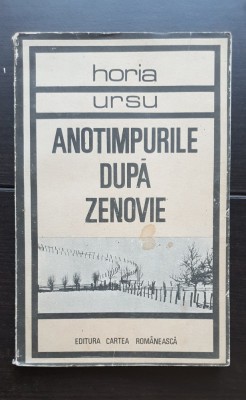 horia
ursu
ANOTIMPURILE
DUPĂ
ZENOVIE
EDITURA CARTEA ROMÂNEASCĂ